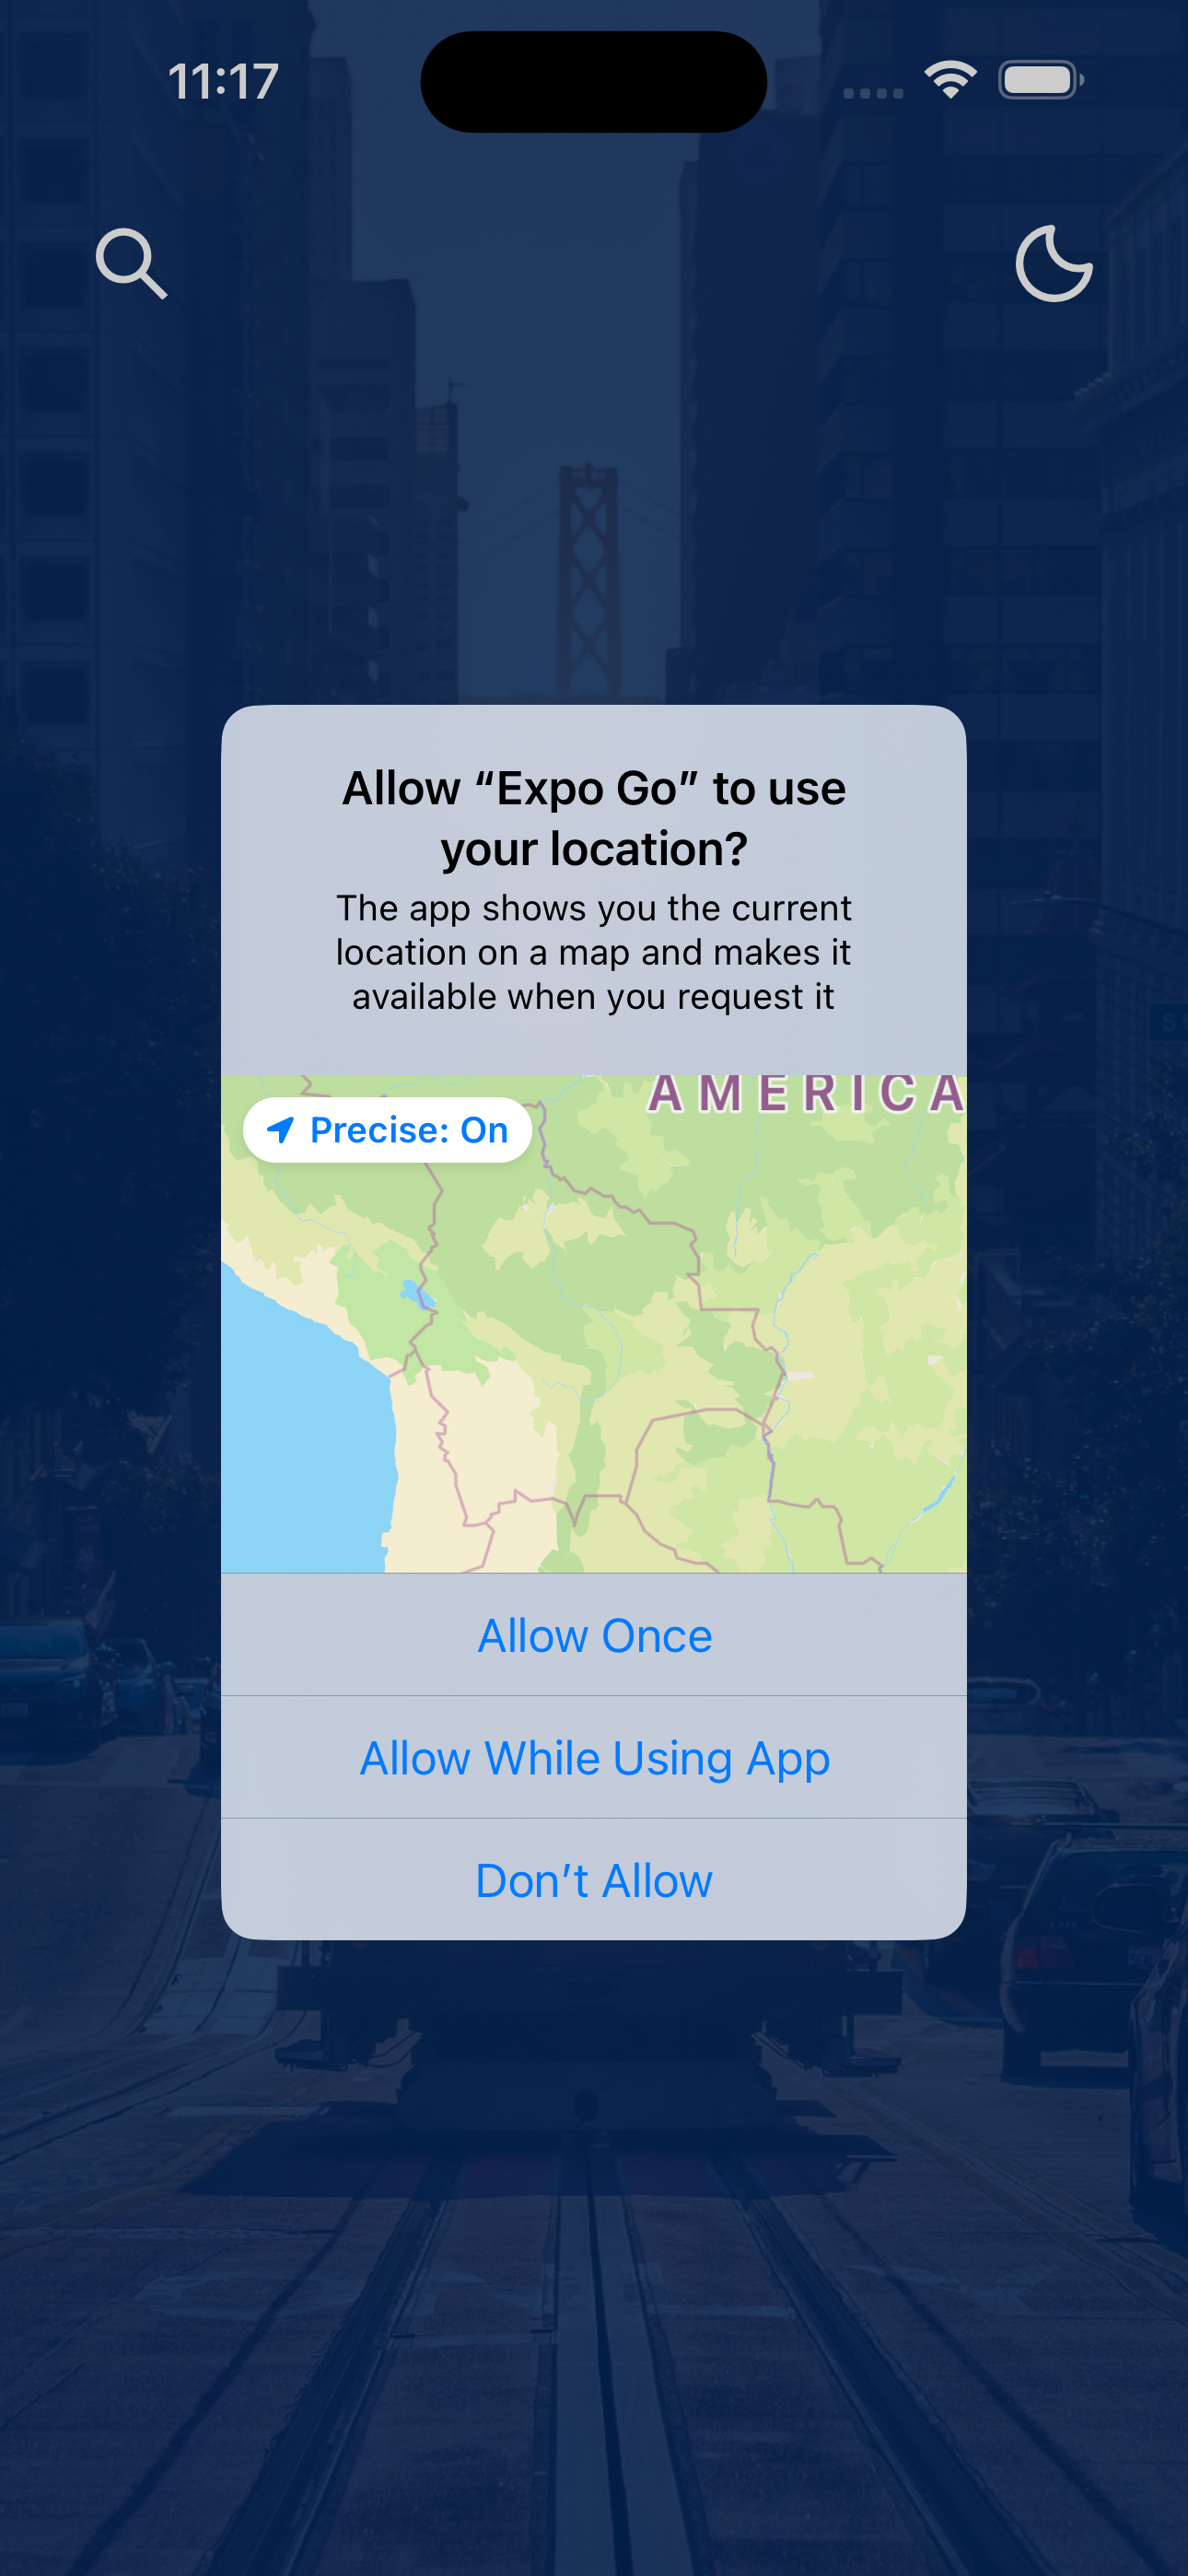 11:17
Allow “Expo Go” to use
your location?
The app shows you the current
location on a map and makes it
available when you request it
AMERICA
Precise: On
Allow Once
Allow While Using App
Don’t Allow